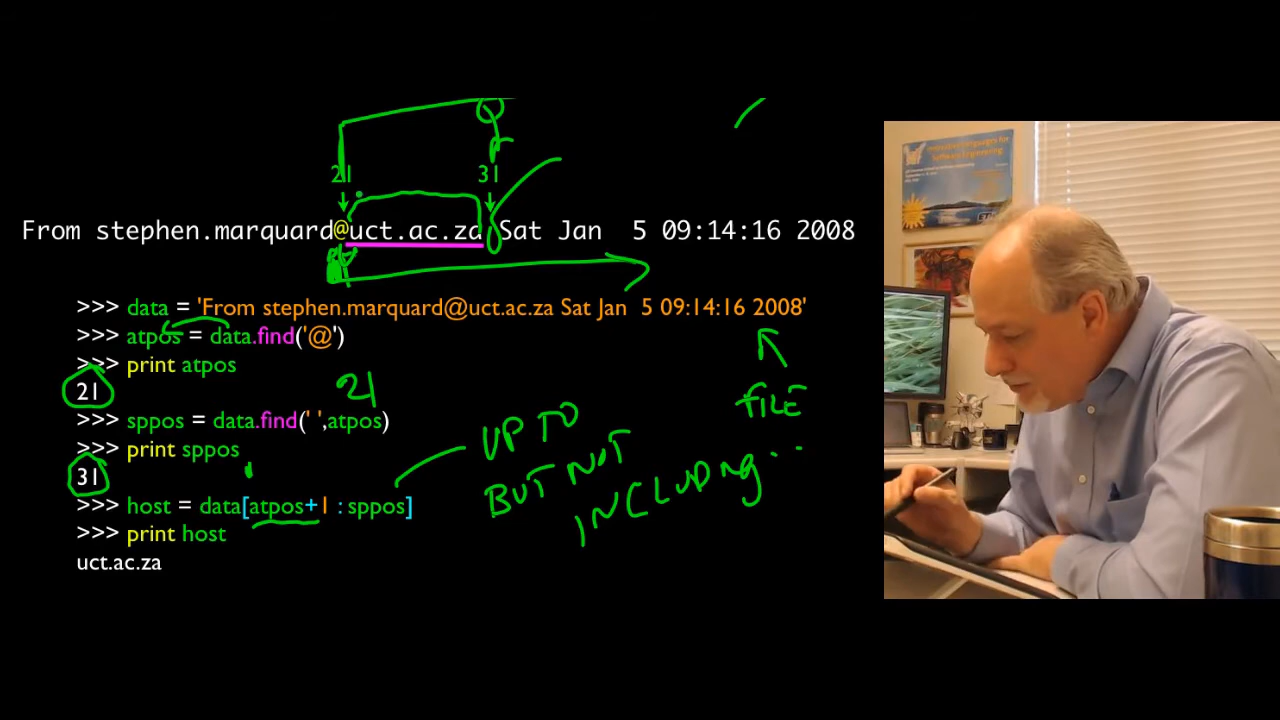 21 31
From stephen.marquard@uct.ac.za Sat Jan  5 09:14:16 2008
>>> data = 'From stephen.marquard@uct.ac.za Sat Jan  5 09:14:16 2008'
>>> atpos = data.find('@')
>>> print atpos
21
21
>>> sppos = data.find(' ',atpos)
>>> print sppos
31
>>> host = data[atpos+1 : sppos]
>>> print host
uct.ac.za
UP TO
BUT NOT
INCLUDING..
FILE
Software Engineering